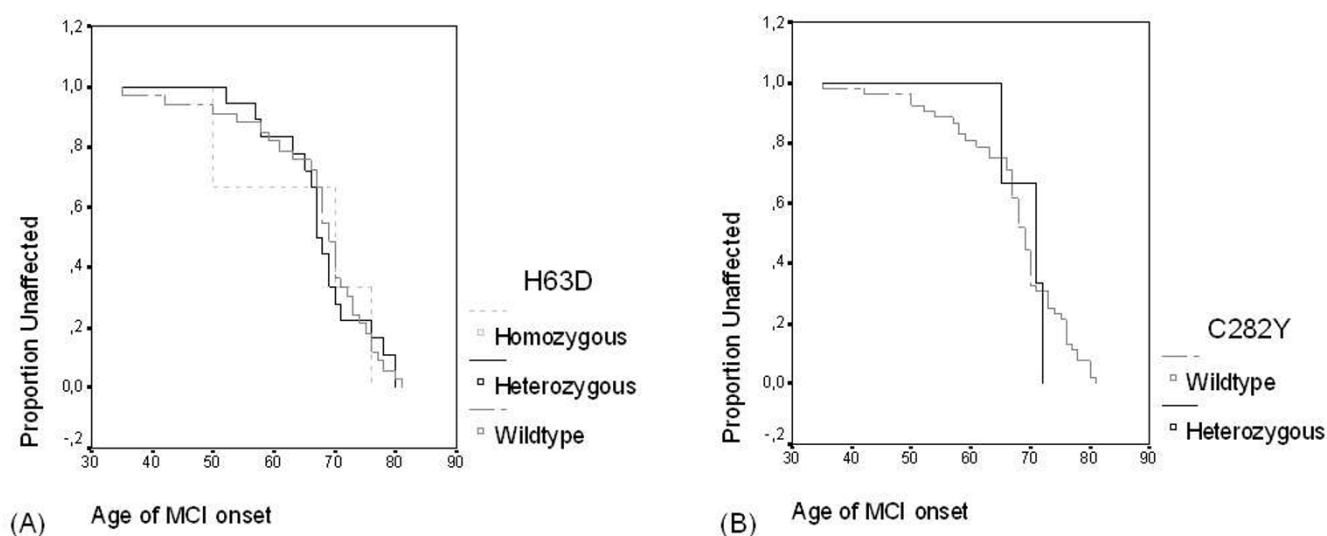 1,2
1,0
,8
,6
,4
,2
0,0
-,2
30 40 50 60 70 80 90
Proportion Unaffected
Age of MCI onset
(A)
H63D
Homozygous
Heterozygous
Wildtype
1,2
1,0
,8
,6
,4
,2
0,0
-,2
30 40 50 60 70 80 90
Proportion Unaffected
Age of MCI onset
(B)
C282Y
Wildtype
Heterozygous